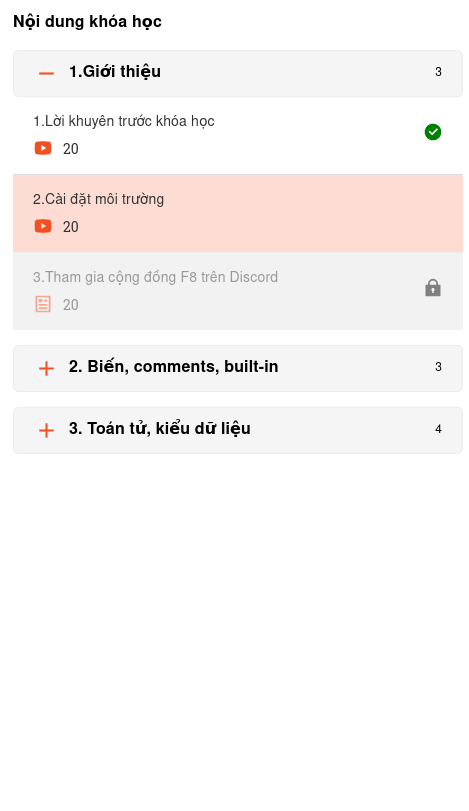 Nội dung khóa học
1.Giới thiệu 3
1.Lời khuyên trước khóa học
20
2.Cài đặt môi trường
20
3.Tham gia cộng đồng F8 trên Discord
20
2. Biến, comments, built-in 3
3. Toán tử, kiểu dữ liệu 4